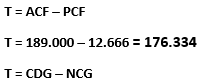 T = ACF – PCF
T = 189.000 – 12.666 = 176.334
T = CDG – NCG